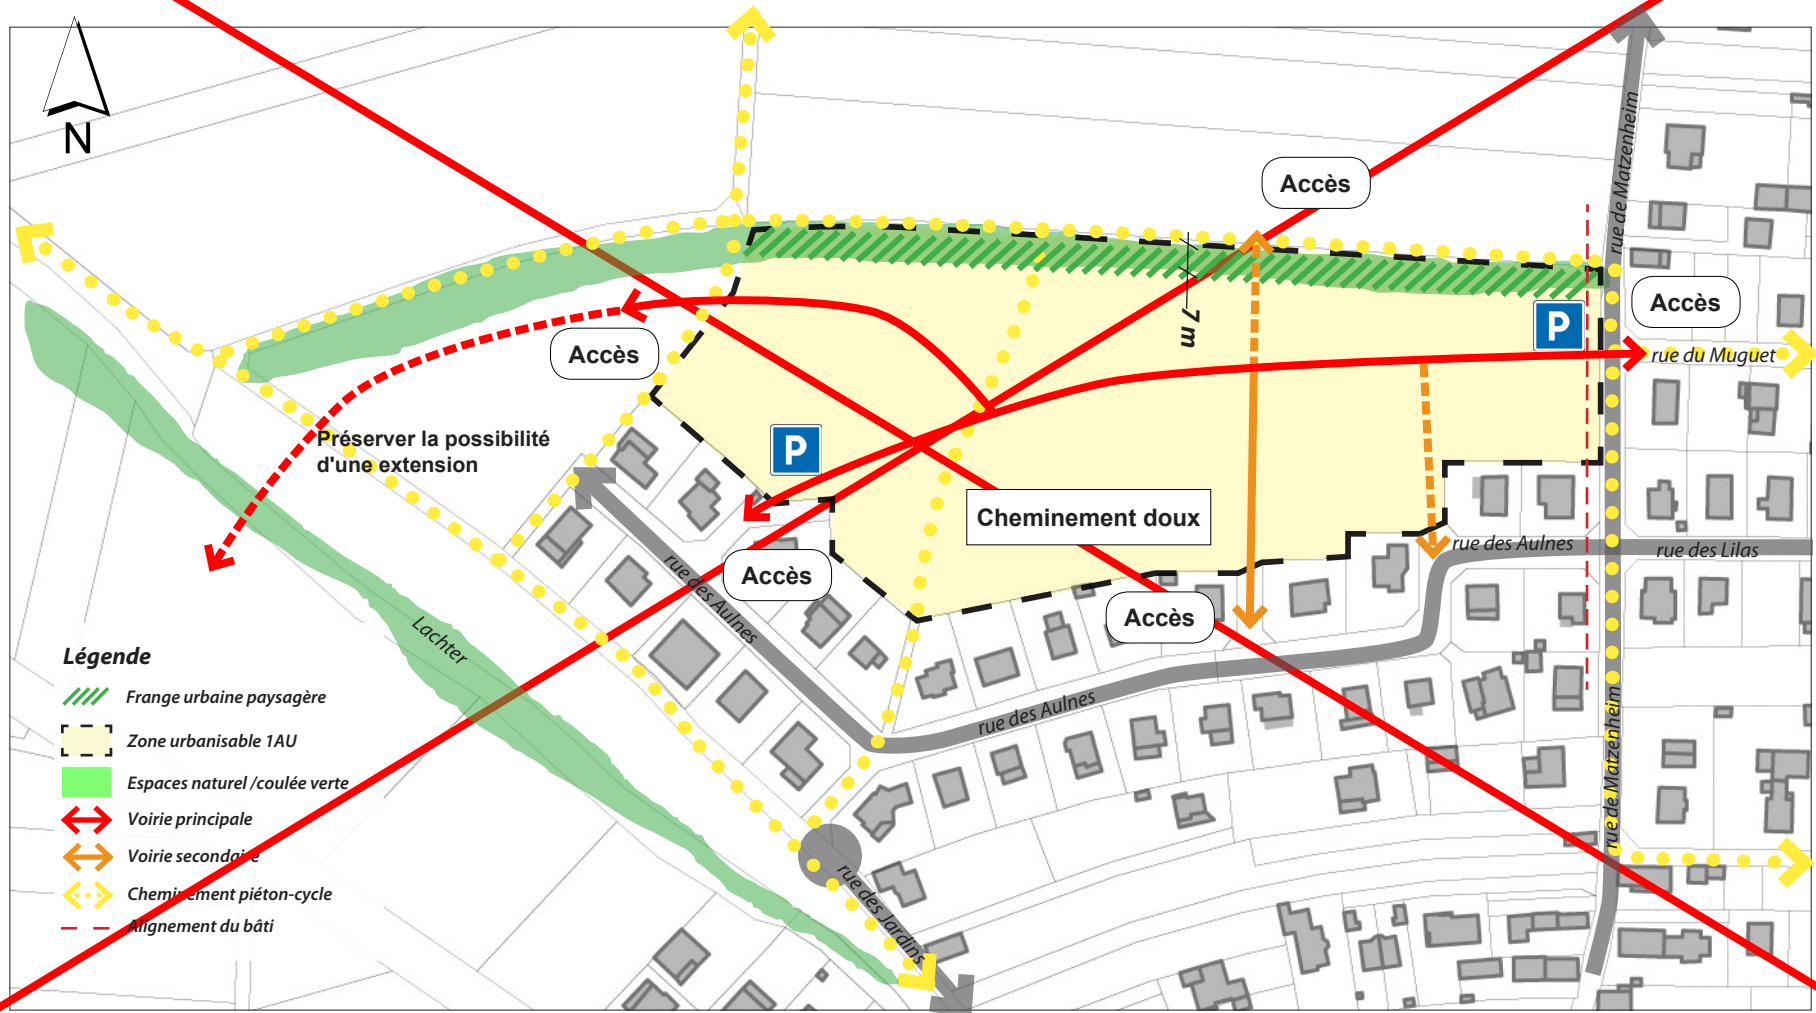 N
Accès
rue de Matzenheim
Accès
P
7 m
rue du Muguet
Accès
Préserver la possibilité
d'une extension
P
Cheminement doux
rue des Aulnes
rue des Lilas
Accès
rue des Aulnes
Accès
Lachter
rue des Aulnes
rue de Matzenheim
rue des Jardins
Légende
Frange urbaine paysagère
Zone urbanisable 1AU
Espaces naturel /coulée verte
Voirie principale
Voirie secondaire
Cheminement piéton-cycle
Alignement du bâti